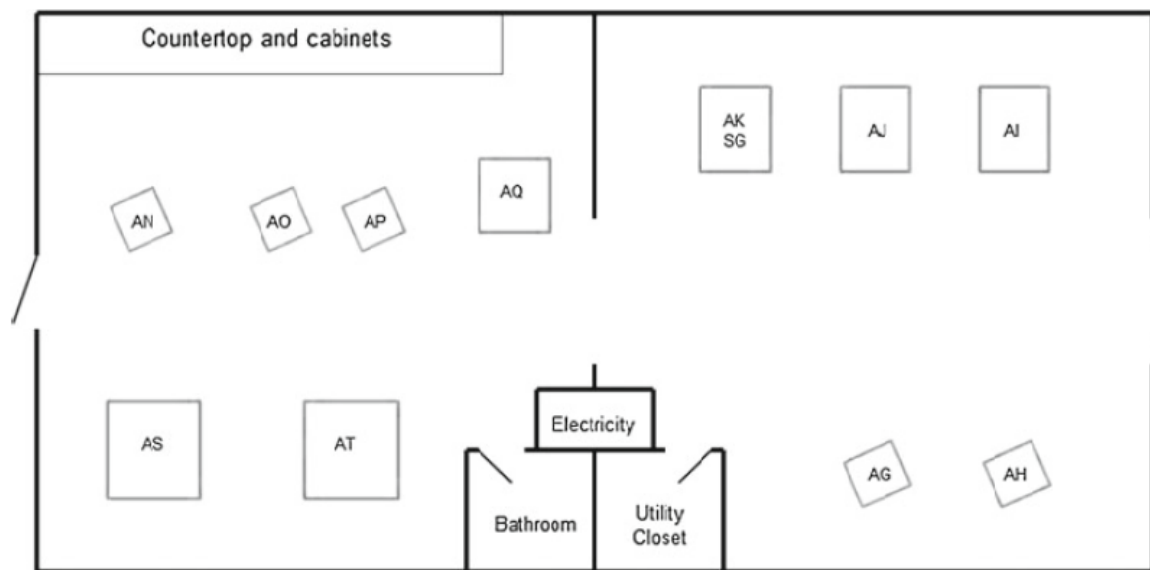 Countertop and cabinets
AK
SG
AJ
AI
AQ
AN
AO
AP
Electricity
AS
AT
AG
AH
Bathroom
Utility
Closet